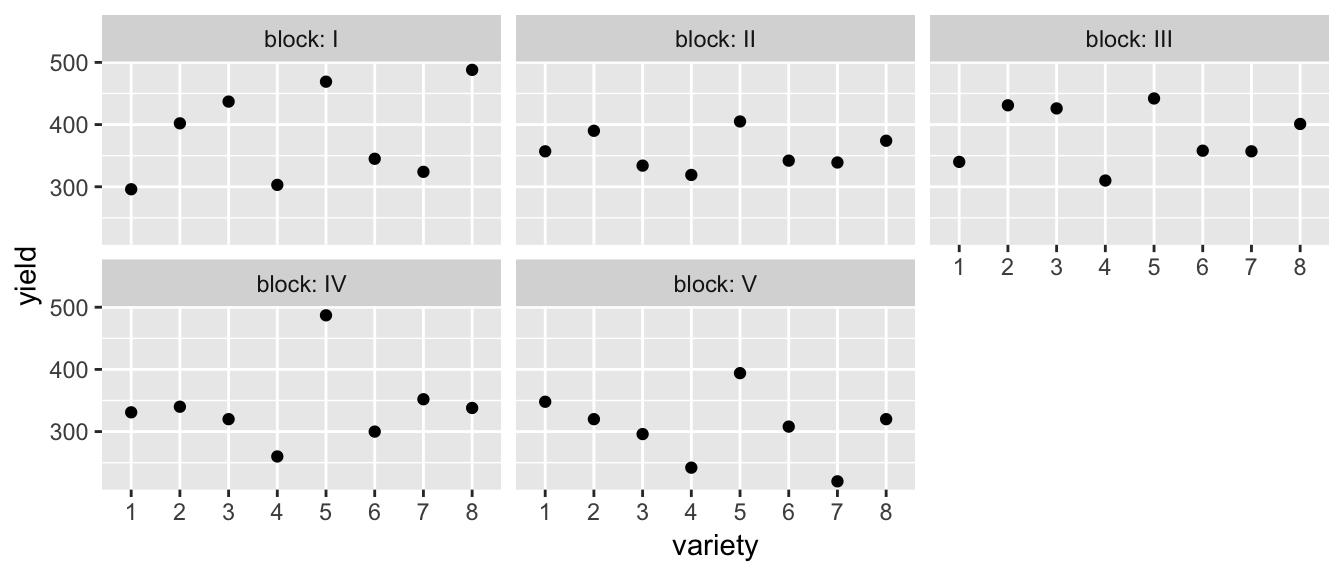 block: I
block: II
block: III
500
400
300
1 2 3 4 5 6 7 8
yield
block: IV
block: V
500
400
300
1 2 3 4 5 6 7 8
1 2 3 4 5 6 7 8
variety